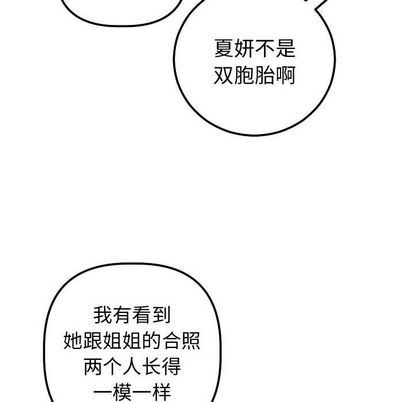 夏妍不是
双胞胎啊
我有看到
她跟姐姐的合照
两个人长得
一模一样